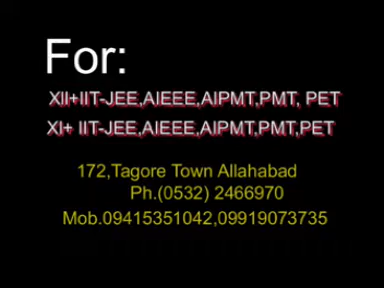 For:
XII+IIT-JEE,AIEEE,AIPMT,PMT, PET
XI+ IIT-JEE,AIEEE,AIPMT,PMT,PET
172,Tagore Town Allahabad
Ph.(0532) 2466970
Mob.09415351042,09919073735